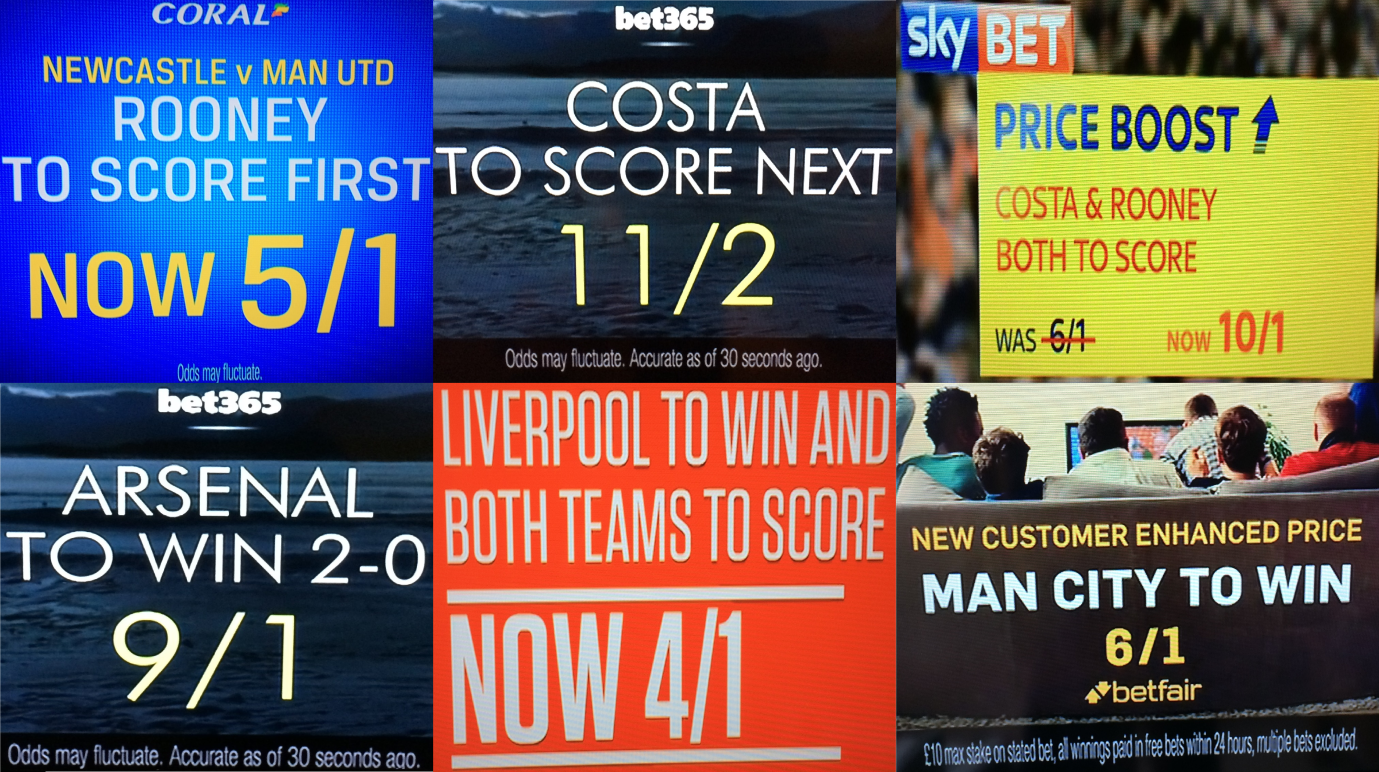 CORAL
NEWCASTLE v MAN UTD
ROONEY
TO SCORE FIRST
NOW 5/1
Odds may fluctuate.
bet365
COSTA
TO SCORE NEXT
11/2
Odds may fluctuate. Accurate as of 30 seconds ago.
sky BET
PRICE BOOST
COSTA & ROONEY
BOTH TO SCORE
WAS 6/1 NOW 10/1
bet365
ARSENAL
TO WIN 2-0
9/1
Odds may fluctuate. Accurate as of 30 seconds ago.
LIVERPOOL TO WIN AND
BOTH TEAMS TO SCORE
NOW 4/1
NEW CUSTOMER ENHANCED PRICE
MAN CITY TO WIN
6/1
betfair
£10 max stake on stated bet, all winnings paid in free bets within 24 hours, multiple bets excluded.